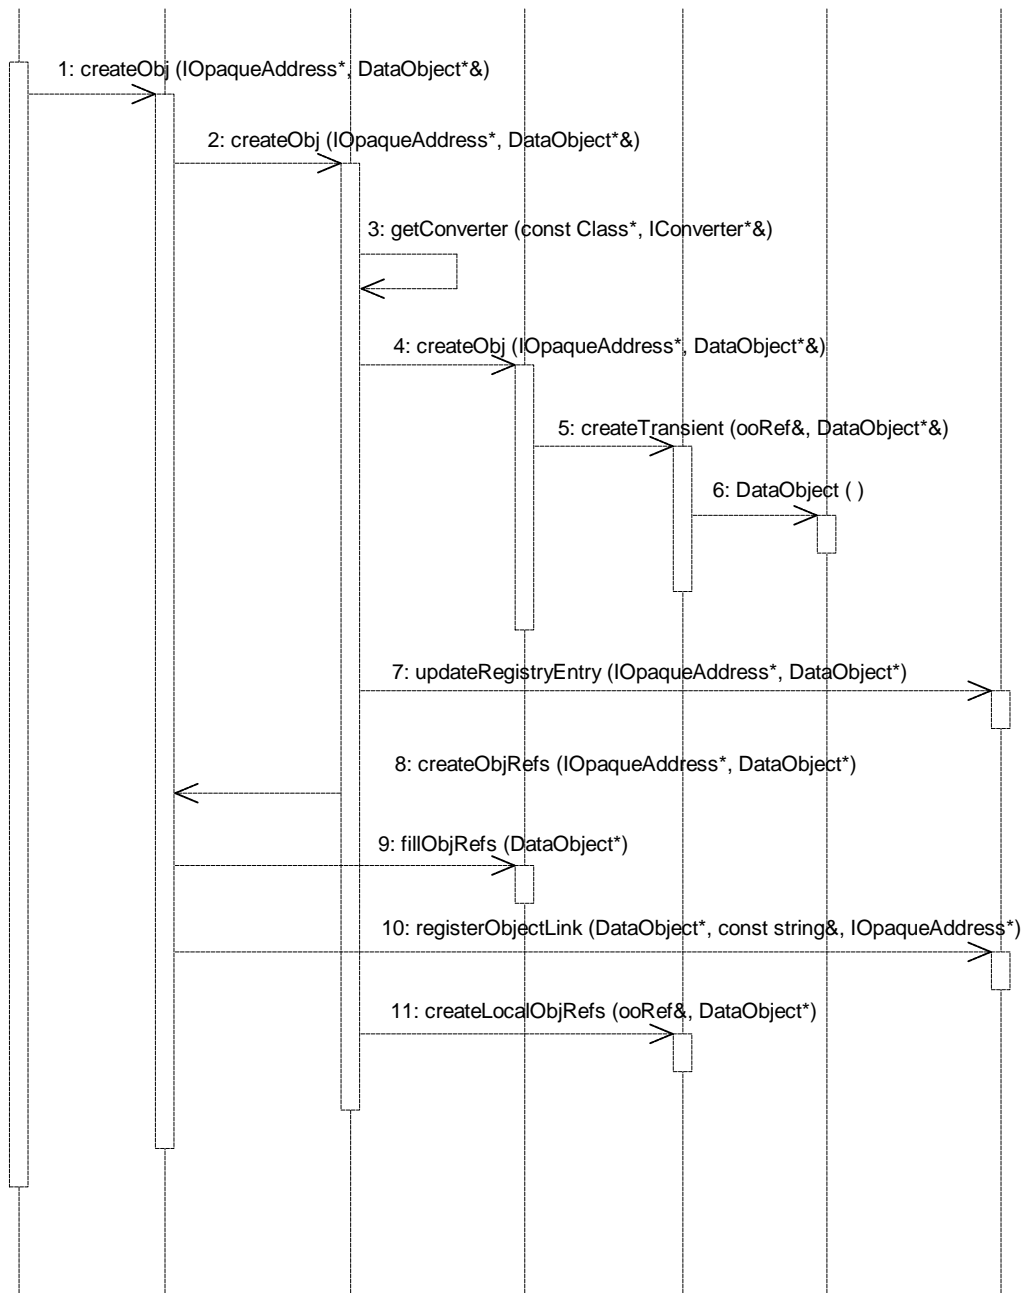 1: createObj (IOpaqueAddress*, DataObject*&)
2: createObj (IOpaqueAddress*, DataObject*&)
3: getConverter (const Class*, IConverter*&)
4: createObj (IOpaqueAddress*, DataObject*&)
5: createTransient (ooRef&, DataObject*&)
6: DataObject ( )
7: updateRegistryEntry (IOpaqueAddress*, DataObject*)
8: createObjRefs (IOpaqueAddress*, DataObject*)
9: fillObjRefs (DataObject*)
10: registerObjectLink (DataObject*, const string&, IOpaqueAddress*)
11: createLocalObjRefs (ooRef&, DataObject*)